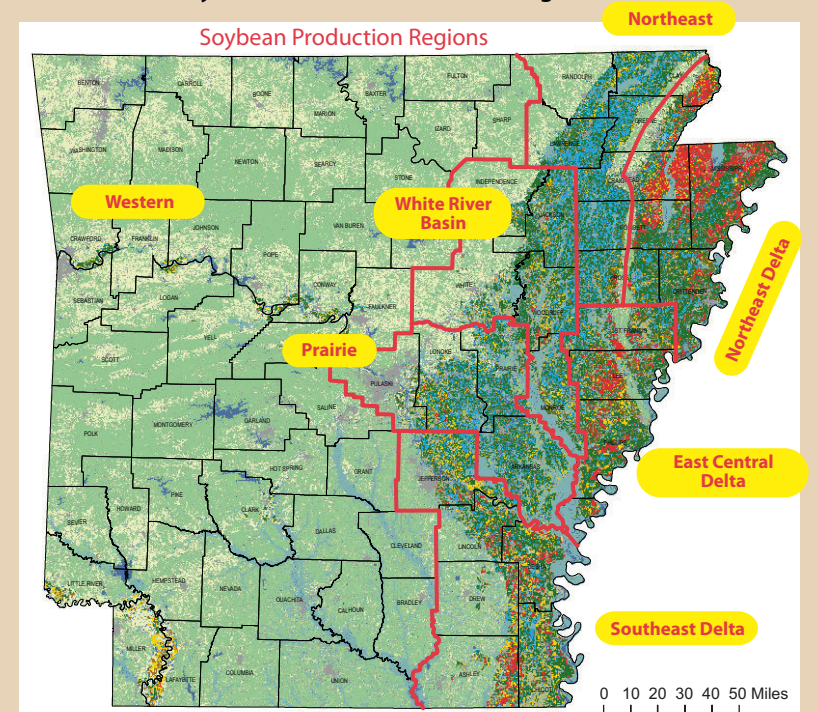 Northeast
Soybean Production Regions
BENTON
CARROLL
BOONE
BAXTER
FULTON
RANDOLPH
CLAY
MARION
IZARD
SHARP
GREENE
LAWRENCE
WASHINGTON
MADISON
NEWTON
SEARCY
STONE
INDEPENDENCE
Western
White River
Basin
JACKSON
CRAWFORD
FRANKLIN
JOHNSON
VAN BUREN
POPE
Northeast Delta
SEBASTIAN
LOGAN
CONWAY
FAULKNER
WHITE
CRITTENDEN
ST. FRANCIS
YELL
Prairie
LONOKE
PRAIRIE
SCOTT
PULASKI
LEE
SALINE
MONROE
POLK
MONTGOMERY
GARLAND
East Central
Delta
HOT SPRING
GRANT
JEFFERSON
ARKANSAS
HOWARD
PIKE
CLARK
SEVIER
DALLAS
CLEVELAND
LINCOLN
LITTLE RIVER
HEMPSTEAD
NEVADA
OUACHITA
CALHOUN
BRADLEY
DREW
Southeast Delta
MILLER
LAFAYETTE
COLUMBIA
UNION
ASHLEY
CHICOT
0 10 20 30 40 50 Miles